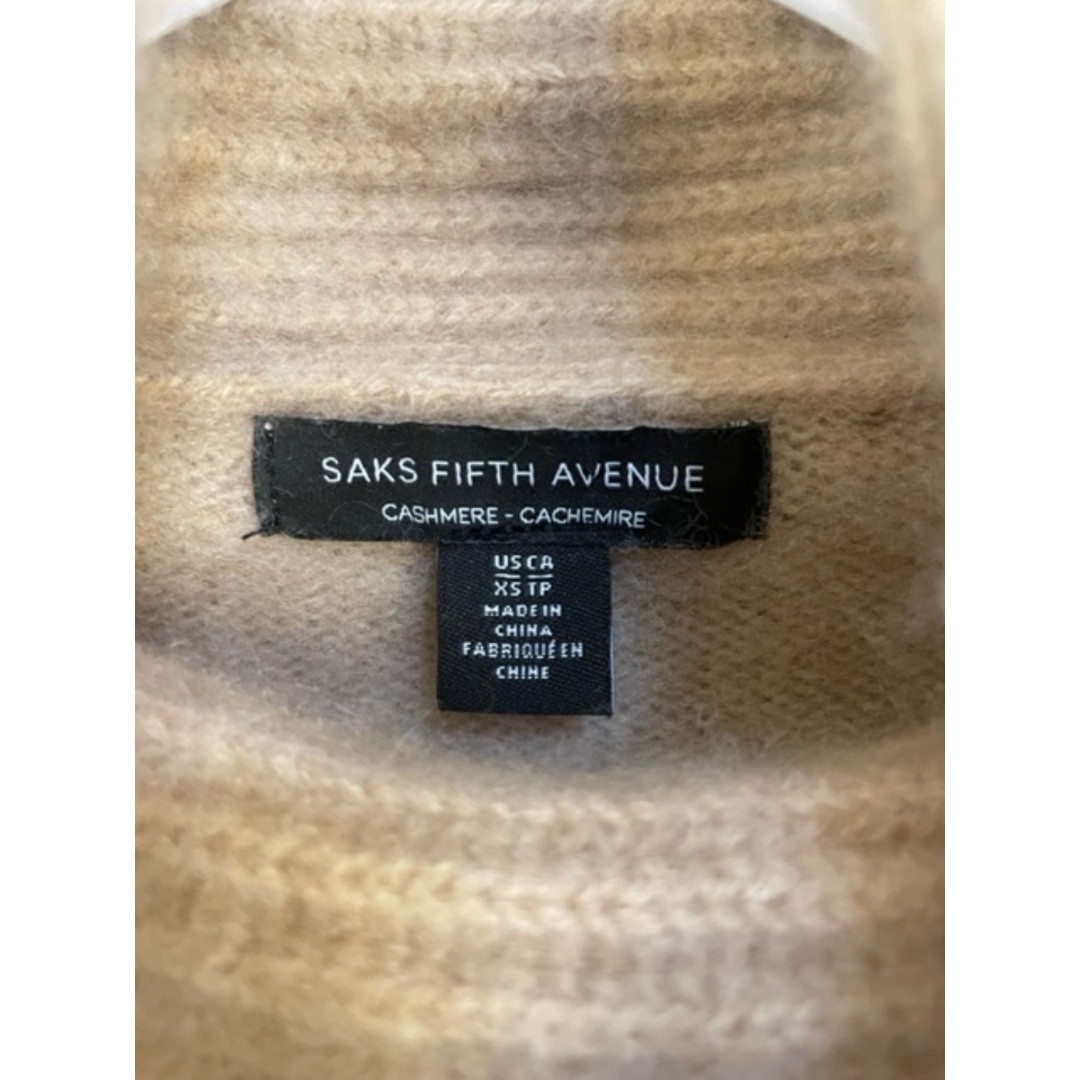 SAKS FIFTH AVENUE
CASHMERE - CACHEMIRE
US CA
XS TP
MADE IN
CHINA
FABRIQUÉ EN
CHINE